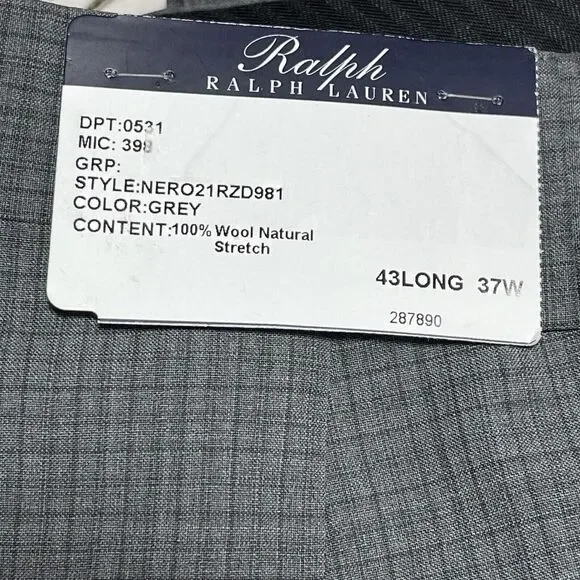 Ralph
RALPH LAUREN
DPT:0531
MIC: 398
GRP:
STYLE:NERO21RZD981
COLOR:GREY
CONTENT:100% Wool Natural
Stretch
43LONG 37W
287890